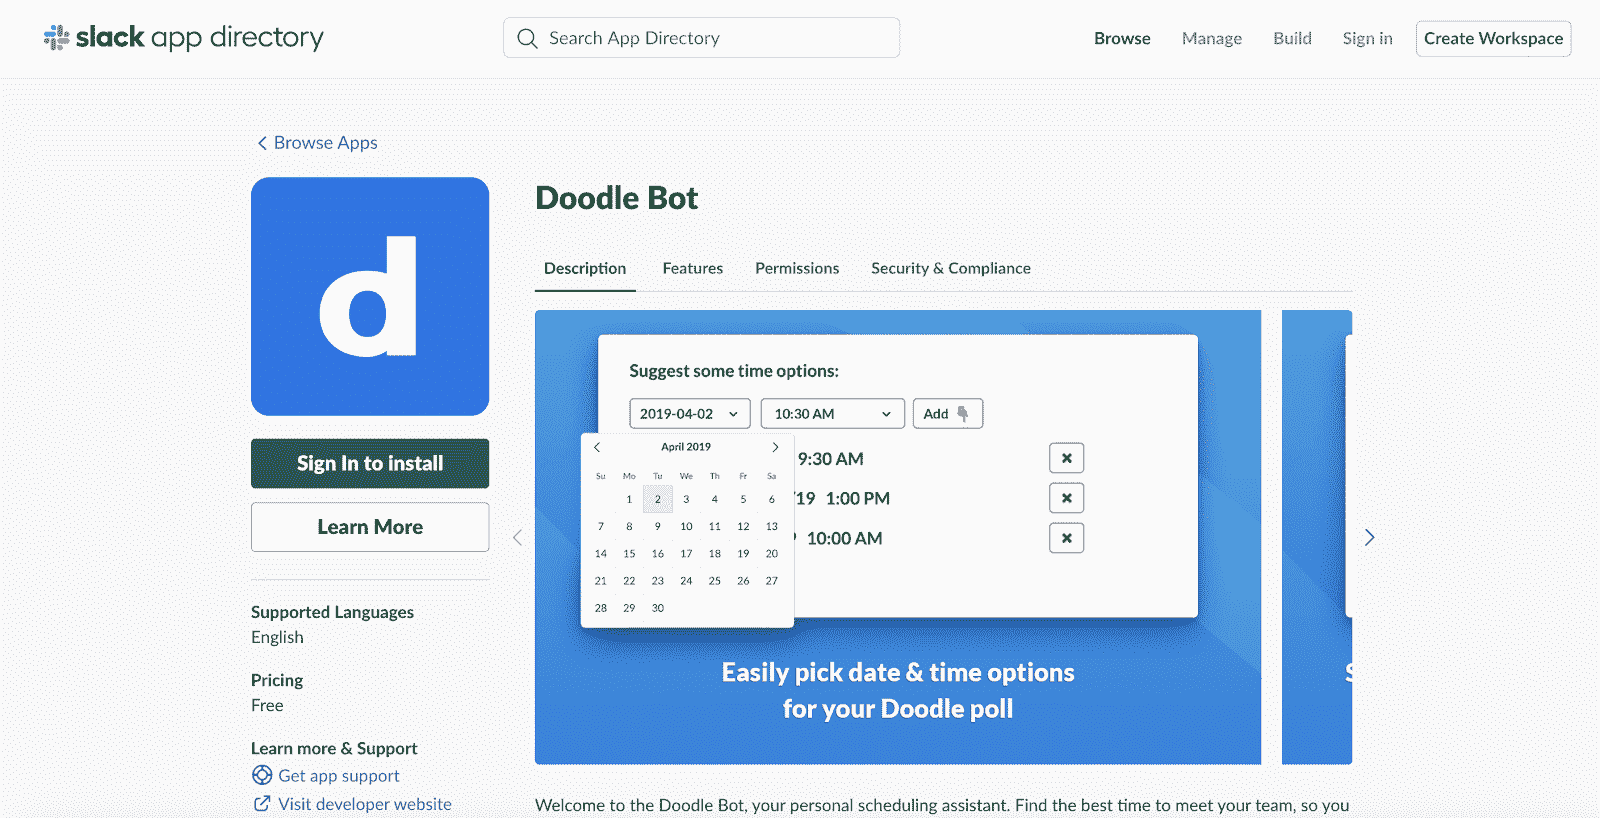 slack app directory
Search App Directory
Browse Manage Build Sign in Create Workspace
Browse Apps
d
Sign In to install
Learn More
Supported Languages
English
Pricing
Free
Learn more & Support
Get app support
Visit developer website
Doodle Bot
Description Features Permissions Security & Compliance
Suggest some time options:
2019-04-02 10:30 AM Add
April 2019
Su Mo Tu We Th Fr Sa
1 2 3 4 5 6
7 8 9 10 11 12 13
14 15 16 17 18 19 20
21 22 23 24 25 26 27
28 29 30
9:30 AM
19 1:00 PM
10:00 AM
Easily pick date & time options
for your Doodle poll
Welcome to the Doodle Bot, your personal scheduling assistant. Find the best time to meet your team, so you